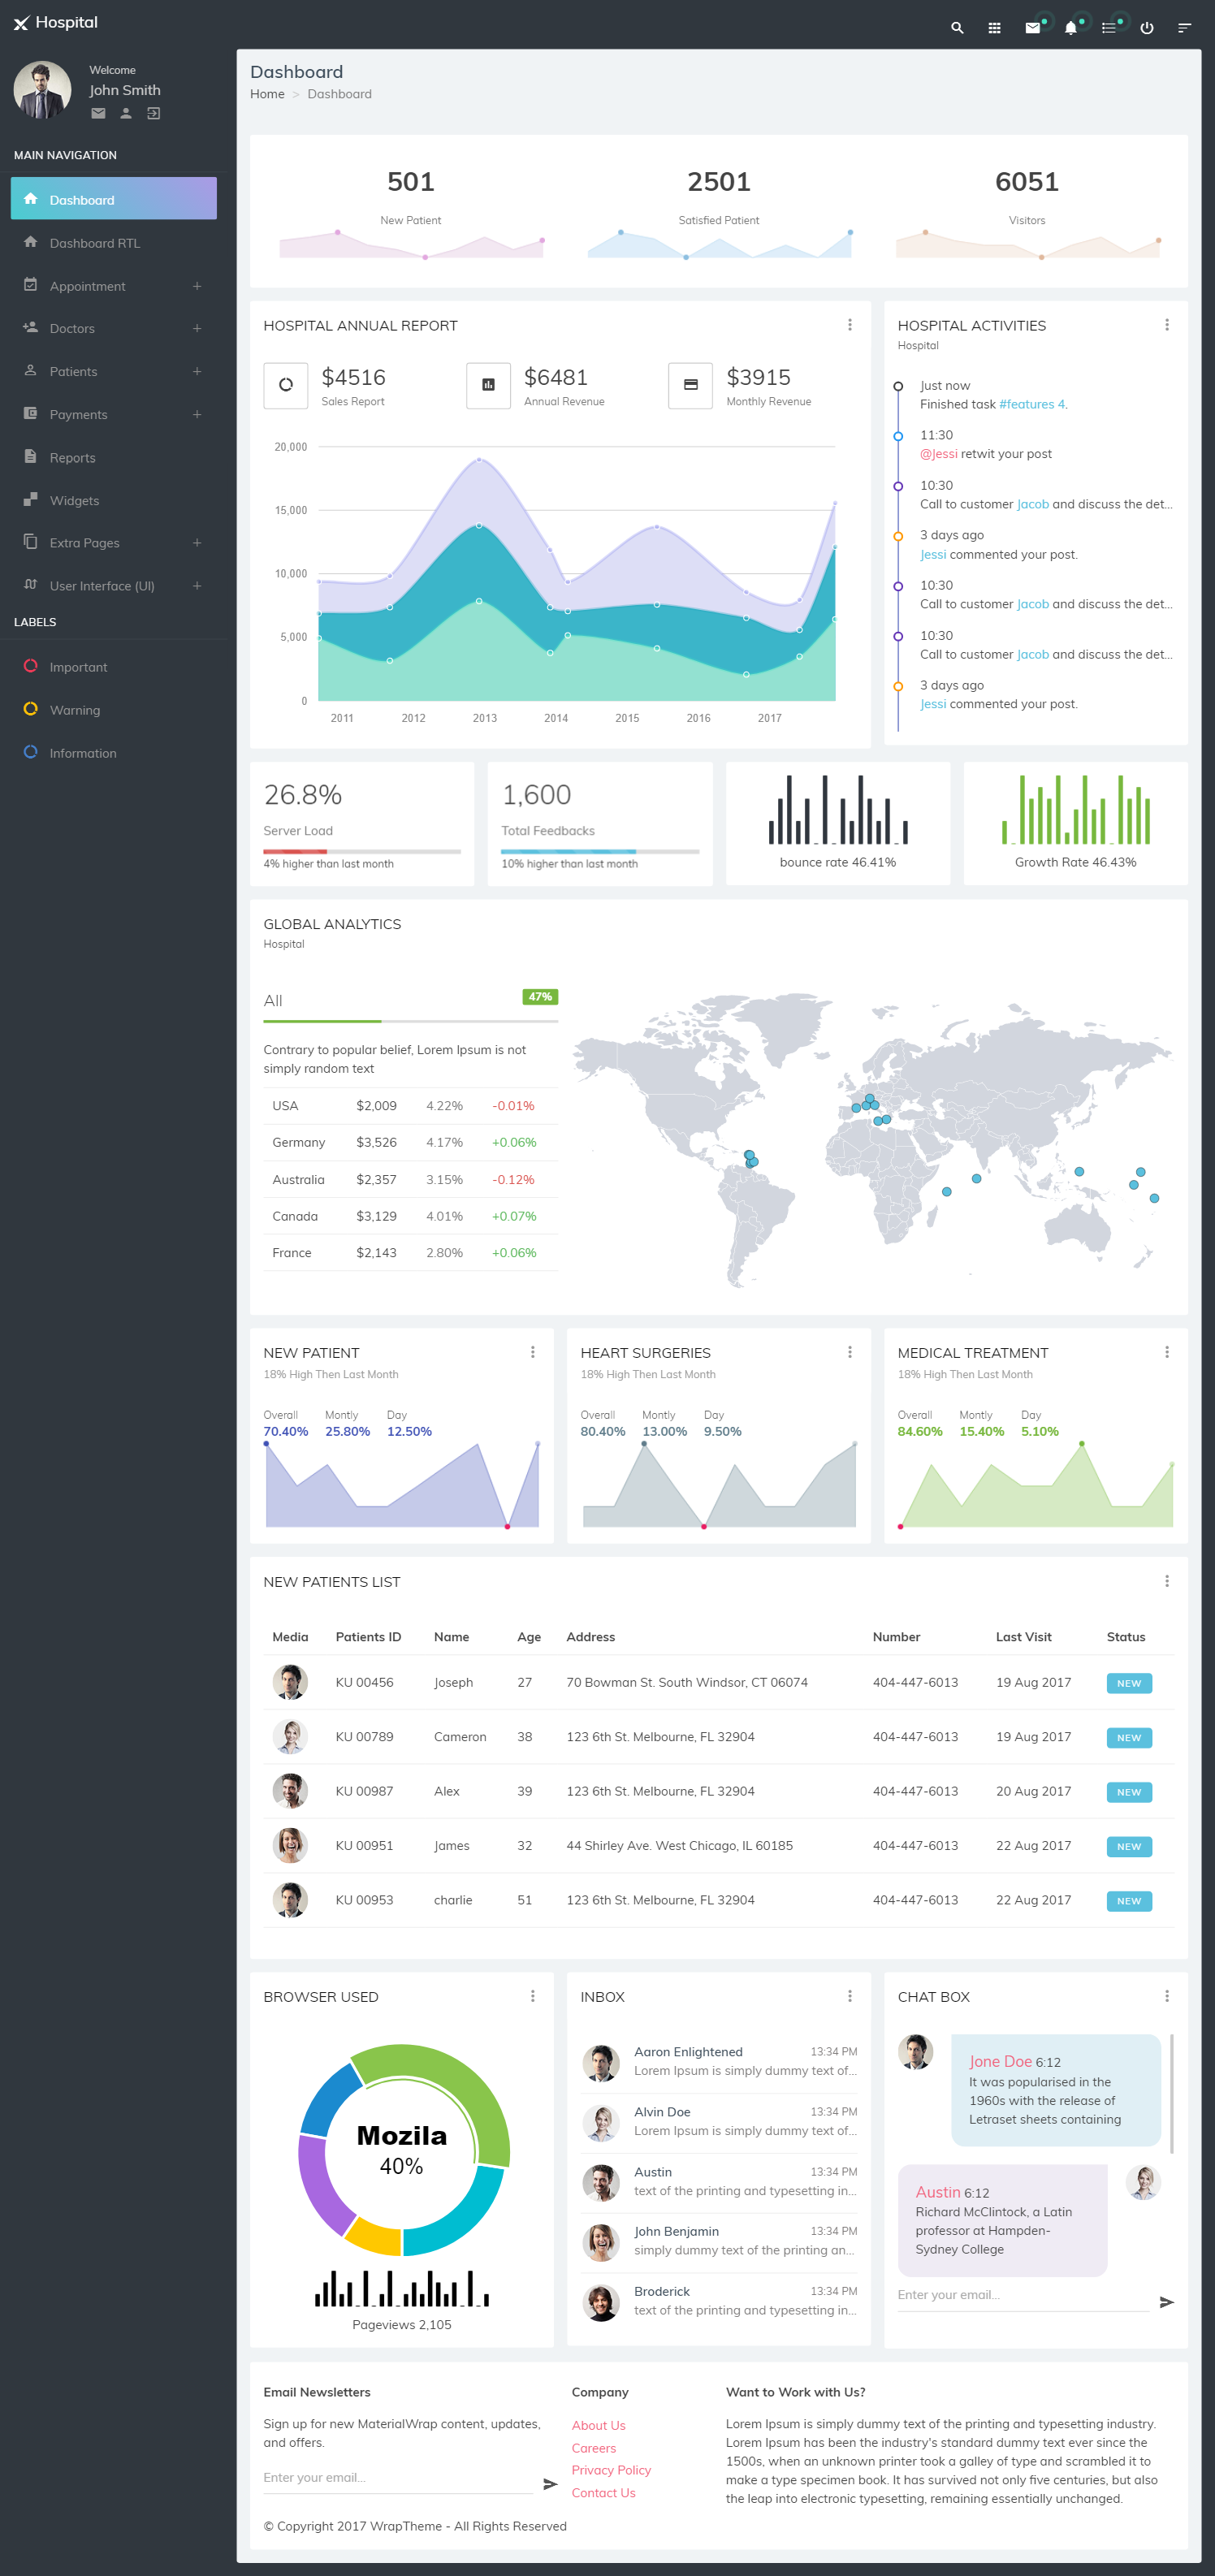 Hospital
Welcome
John Smith
MAIN NAVIGATION
Dashboard
Dashboard RTL
Appointment
Doctors
Patients
Payments
Reports
Widgets
Extra Pages
User Interface (UI)
LABELS
Important
Warning
Information
Dashboard
Home > Dashboard
501 2501 6051
New Patient Satisfied Patient Visitors
HOSPITAL ANNUAL REPORT
$4516 $6481 $3915
Sales Report Annual Revenue Monthly Revenue
20,000
15,000
10,000
5,000
0
2011 2012 2013 2014 2015 2016 2017
HOSPITAL ACTIVITIES
Hospital
Just now
Finished task #features 4.
11:30
@Jessi retwit your post
10:30
Call to customer Jacob and discuss the det...
3 days ago
Jessi commented your post.
10:30
Call to customer Jacob and discuss the det...
10:30
Call to customer Jacob and discuss the det...
3 days ago
Jessi commented your post.
26.8%
Server Load
4% higher than last month
1,600
Total Feedbacks
10% higher than last month
bounce rate 46.41%
Growth Rate 46.43%
GLOBAL ANALYTICS
Hospital
All 47%
Contrary to popular belief, Lorem Ipsum is not
simply random text
USA $2,009 4.22% -0.01%
Germany $3,526 4.17% +0.06%
Australia $2,357 3.15% -0.12%
Canada $3,129 4.01% +0.07%
France $2,143 2.80% +0.06%
NEW PATIENT
18% High Then Last Month
Overall Montly Day
70.40% 25.80% 12.50%
HEART SURGERIES
18% High Then Last Month
Overall Montly Day
80.40% 13.00% 9.50%
MEDICAL TREATMENT
18% High Then Last Month
Overall Montly Day
84.60% 15.40% 5.10%
NEW PATIENTS LIST
Media Patients ID Name Age Address Number Last Visit Status
KU 00456 Joseph 27 70 Bowman St. South Windsor, CT 06074 404-447-6013 19 Aug 2017 NEW
KU 00789 Cameron 38 123 6th St. Melbourne, FL 32904 404-447-6013 19 Aug 2017 NEW
KU 00987 Alex 39 123 6th St. Melbourne, FL 32904 404-447-6013 20 Aug 2017 NEW
KU 00951 James 32 44 Shirley Ave. West Chicago, IL 60185 404-447-6013 22 Aug 2017 NEW
KU 00953 charlie 51 123 6th St. Melbourne, FL 32904 404-447-6013 22 Aug 2017 NEW
BROWSER USED
Mozila
40%
Pageviews 2,105
INBOX
Aaron Enlightened 13:34 PM
Lorem Ipsum is simply dummy text of...
Alvin Doe 13:34 PM
Lorem Ipsum is simply dummy text of...
Austin 13:34 PM
text of the printing and typesetting in...
John Benjamin 13:34 PM
simply dummy text of the printing an...
Broderick 13:34 PM
text of the printing and typesetting in...
CHAT BOX
Jone Doe 6:12
It was popularised in the
1960s with the release of
Letraset sheets containing
Austin 6:12
Richard McClintock, a Latin
professor at Hampden-
Sydney College
Enter your email...
Email Newsletters
Sign up for new MaterialWrap content, updates,
and offers.
Enter your email...
Company
About Us
Careers
Privacy Policy
Contact Us
Want to Work with Us?
Lorem Ipsum is simply dummy text of the printing and typesetting industry.
Lorem Ipsum has been the industry's standard dummy text ever since the
1500s, when an unknown printer took a galley of type and scrambled it to
make a type specimen book. It has survived not only five centuries, but also
the leap into electronic typesetting, remaining essentially unchanged.
© Copyright 2017 WrapTheme - All Rights Reserved